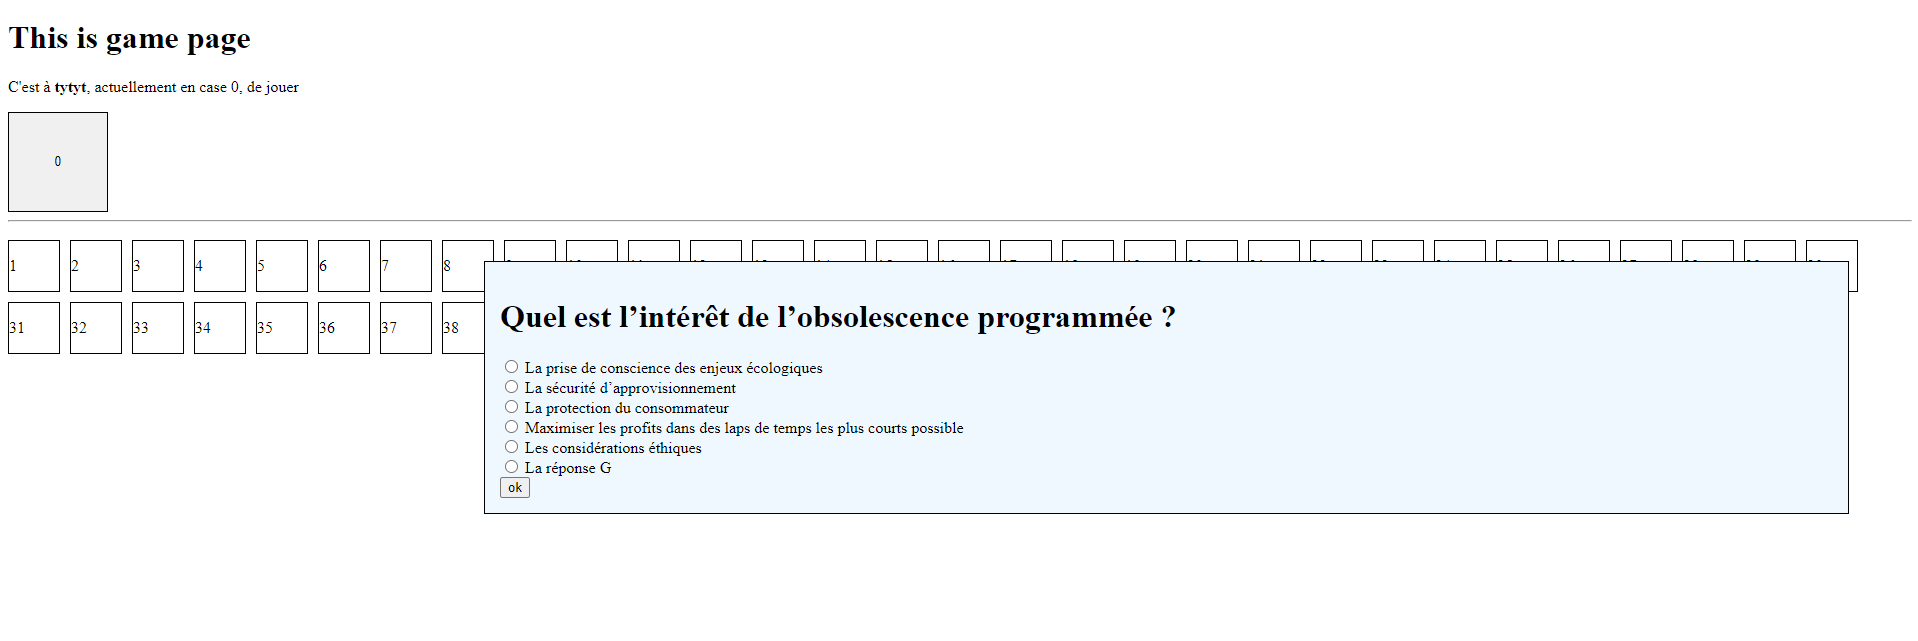 This is game page
C'est à tytyt, actuellement en case 0, de jouer
0
1 2 3 4 5 6 7 8
31 32 33 34 35 36 37 38
Quel est l’intérêt de l’obsolescence programmée ?
La prise de conscience des enjeux écologiques
La sécurité d’approvisionnement
La protection du consommateur
Maximiser les profits dans des laps de temps les plus courts possible
Les considérations éthiques
La réponse G
ok